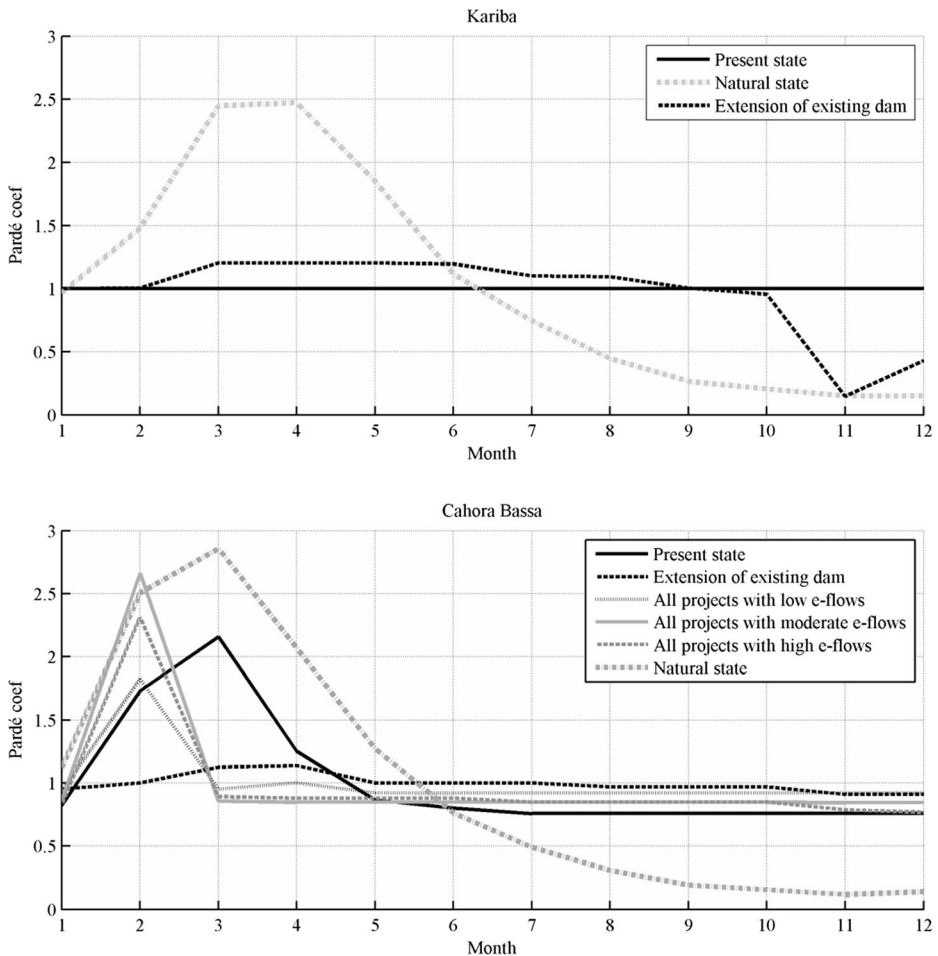 Kariba
3
2.5
2
1.5
1
0.5
0
Pardé coef
Present state
Natural state
Extension of existing dam
1 2 3 4 5 6 7 8 9 10 11 12
Month
Cahora Bassa
3
2.5
2
1.5
1
0.5
0
Pardé coef
Present state
Extension of existing dam
All projects with low e-flows
All projects with moderate e-flows
All projects with high e-flows
Natural state
1 2 3 4 5 6 7 8 9 10 11 12
Month